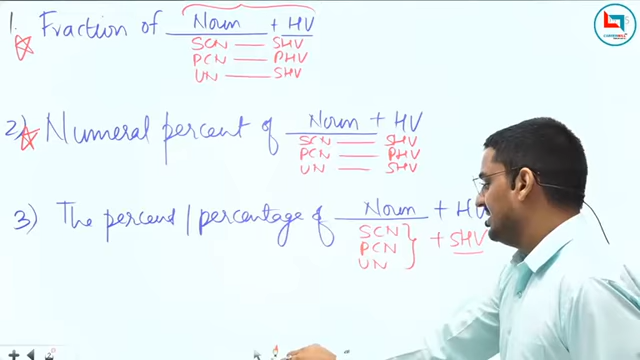 1. Fraction of Noun + HV
SCN — SHV
PCN — PHV
UN — SHV
2) Numeral percent of Noun + HV
SCN — SHV
PCN — PHV
UN — SHV
3) The percent / percentage of Noun + HV
SCN
PCN } + SHV
UN